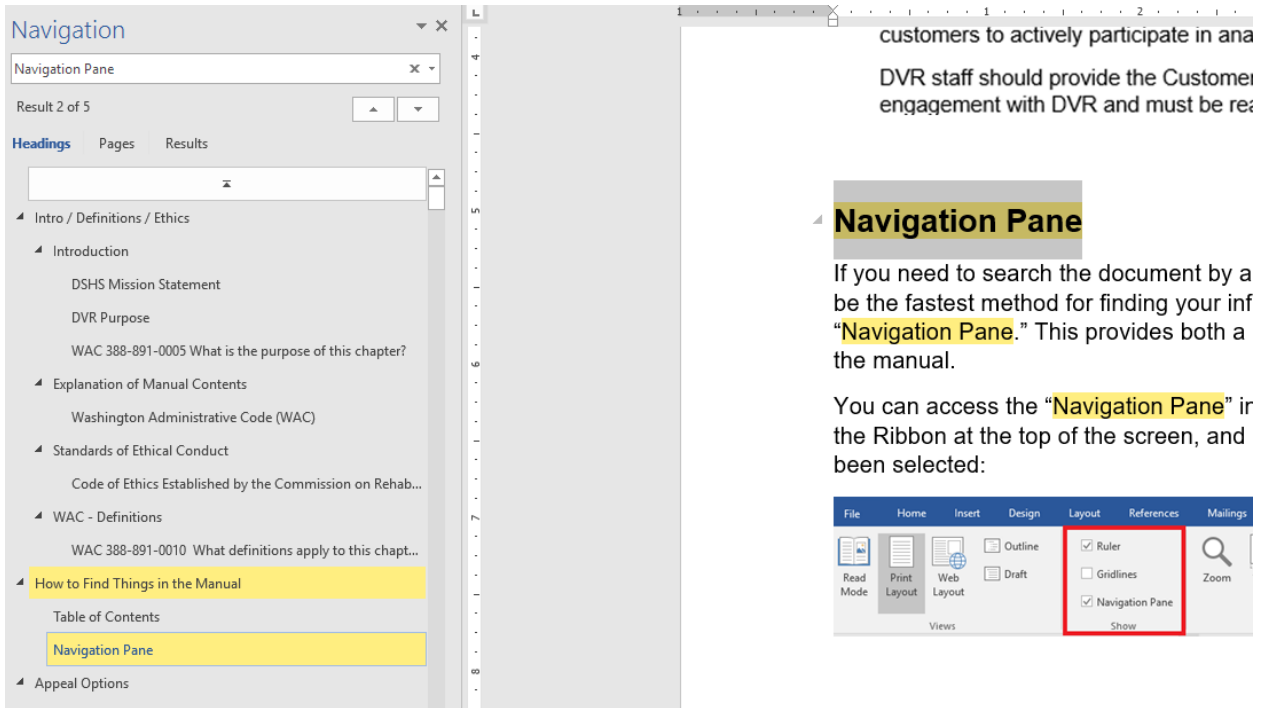 Navigation
Navigation Pane
Result 2 of 5
Headings Pages Results
Intro / Definitions / Ethics
Introduction
DSHS Mission Statement
DVR Purpose
WAC 388-891-0005 What is the purpose of this chapter?
Explanation of Manual Contents
Washington Administrative Code (WAC)
Standards of Ethical Conduct
Code of Ethics Established by the Commission on Rehab...
WAC - Definitions
WAC 388-891-0010  What definitions apply to this chapt...
How to Find Things in the Manual
Table of Contents
Navigation Pane
Appeal Options
L
4
5
6
7
8
1 1 2
customers to actively participate in ana
DVR staff should provide the Customer
engagement with DVR and must be rea
Navigation Pane
If you need to search the document by a
be the fastest method for finding your inf
“Navigation Pane.” This provides both a
the manual.
You can access the “Navigation Pane” in
the Ribbon at the top of the screen, and
been selected:
File Home Insert Design Layout References Mailings
Read Mode
Print Layout
Web Layout
Outline
Draft
Views
Ruler
Gridlines
Navigation Pane
Show
Zoom